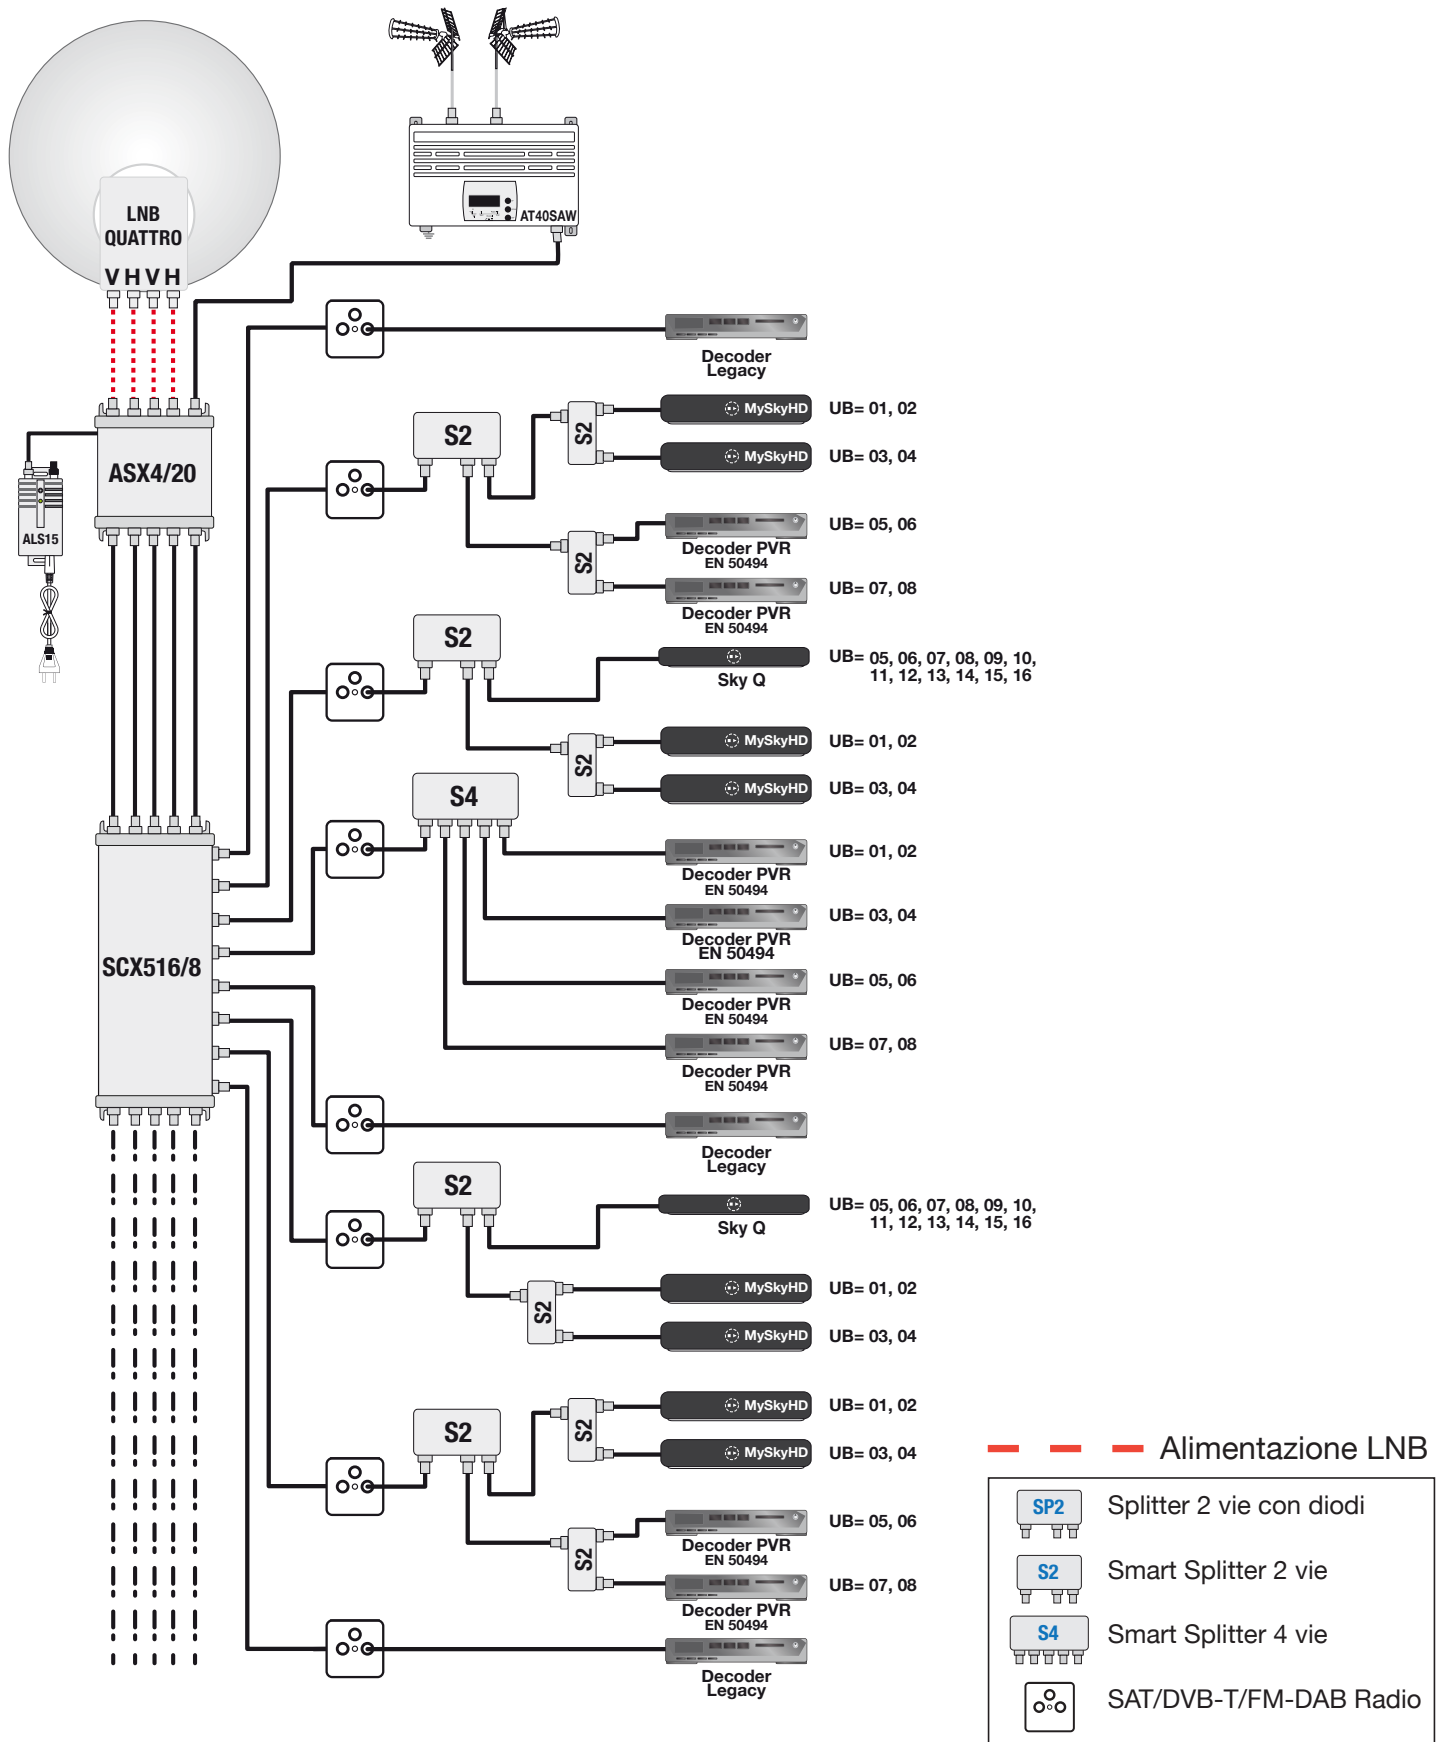 LNB
QUATTRO
V H V H
AT40SAW
Decoder
Legacy
MySkyHD UB= 01, 02
S2
S2
MySkyHD UB= 03, 04
ASX4/20
ALS15
UB= 05, 06
Decoder PVR
EN 50494
S2
UB= 07, 08
Decoder PVR
EN 50494
S2
UB= 05, 06, 07, 08, 09, 10,
11, 12, 13, 14, 15, 16
Sky Q
MySkyHD UB= 01, 02
S2
MySkyHD UB= 03, 04
S4
UB= 01, 02
Decoder PVR
EN 50494
UB= 03, 04
Decoder PVR
EN 50494
SCX516/8
UB= 05, 06
Decoder PVR
EN 50494
UB= 07, 08
Decoder PVR
EN 50494
Decoder
Legacy
S2
UB= 05, 06, 07, 08, 09, 10,
11, 12, 13, 14, 15, 16
Sky Q
MySkyHD UB= 01, 02
S2
MySkyHD UB= 03, 04
MySkyHD UB= 01, 02
S2
S2
MySkyHD UB= 03, 04
UB= 05, 06
Decoder PVR
EN 50494
S2
UB= 07, 08
Decoder PVR
EN 50494
Decoder
Legacy
Alimentazione LNB
SP2 Splitter 2 vie con diodi
S2 Smart Splitter 2 vie
S4 Smart Splitter 4 vie
SAT/DVB-T/FM-DAB Radio